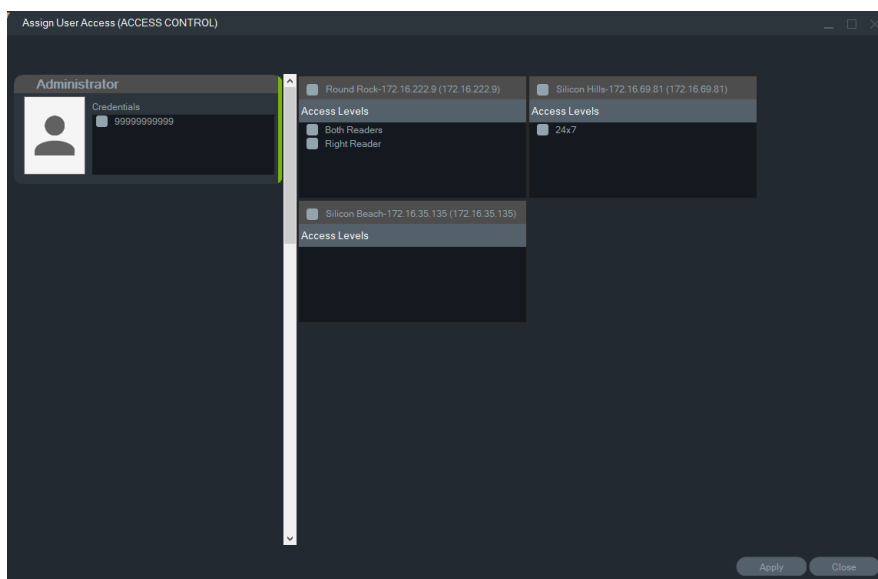 Assign User Access (ACCESS CONTROL)
Administrator
Credentials
99999999999
Round Rock-172.16.222.9 (172.16.222.9)
Access Levels
Both Readers
Right Reader
Silicon Hills-172.16.69.81 (172.16.69.81)
Access Levels
24x7
Silicon Beach-172.16.35.135 (172.16.35.135)
Access Levels
Apply
Close